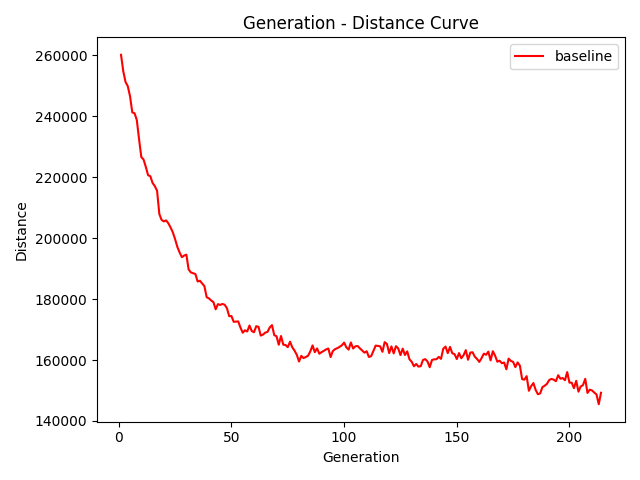 Generation - Distance Curve
baseline
260000
240000
220000
200000
180000
160000
140000
Distance
0 50 100 150 200
Generation